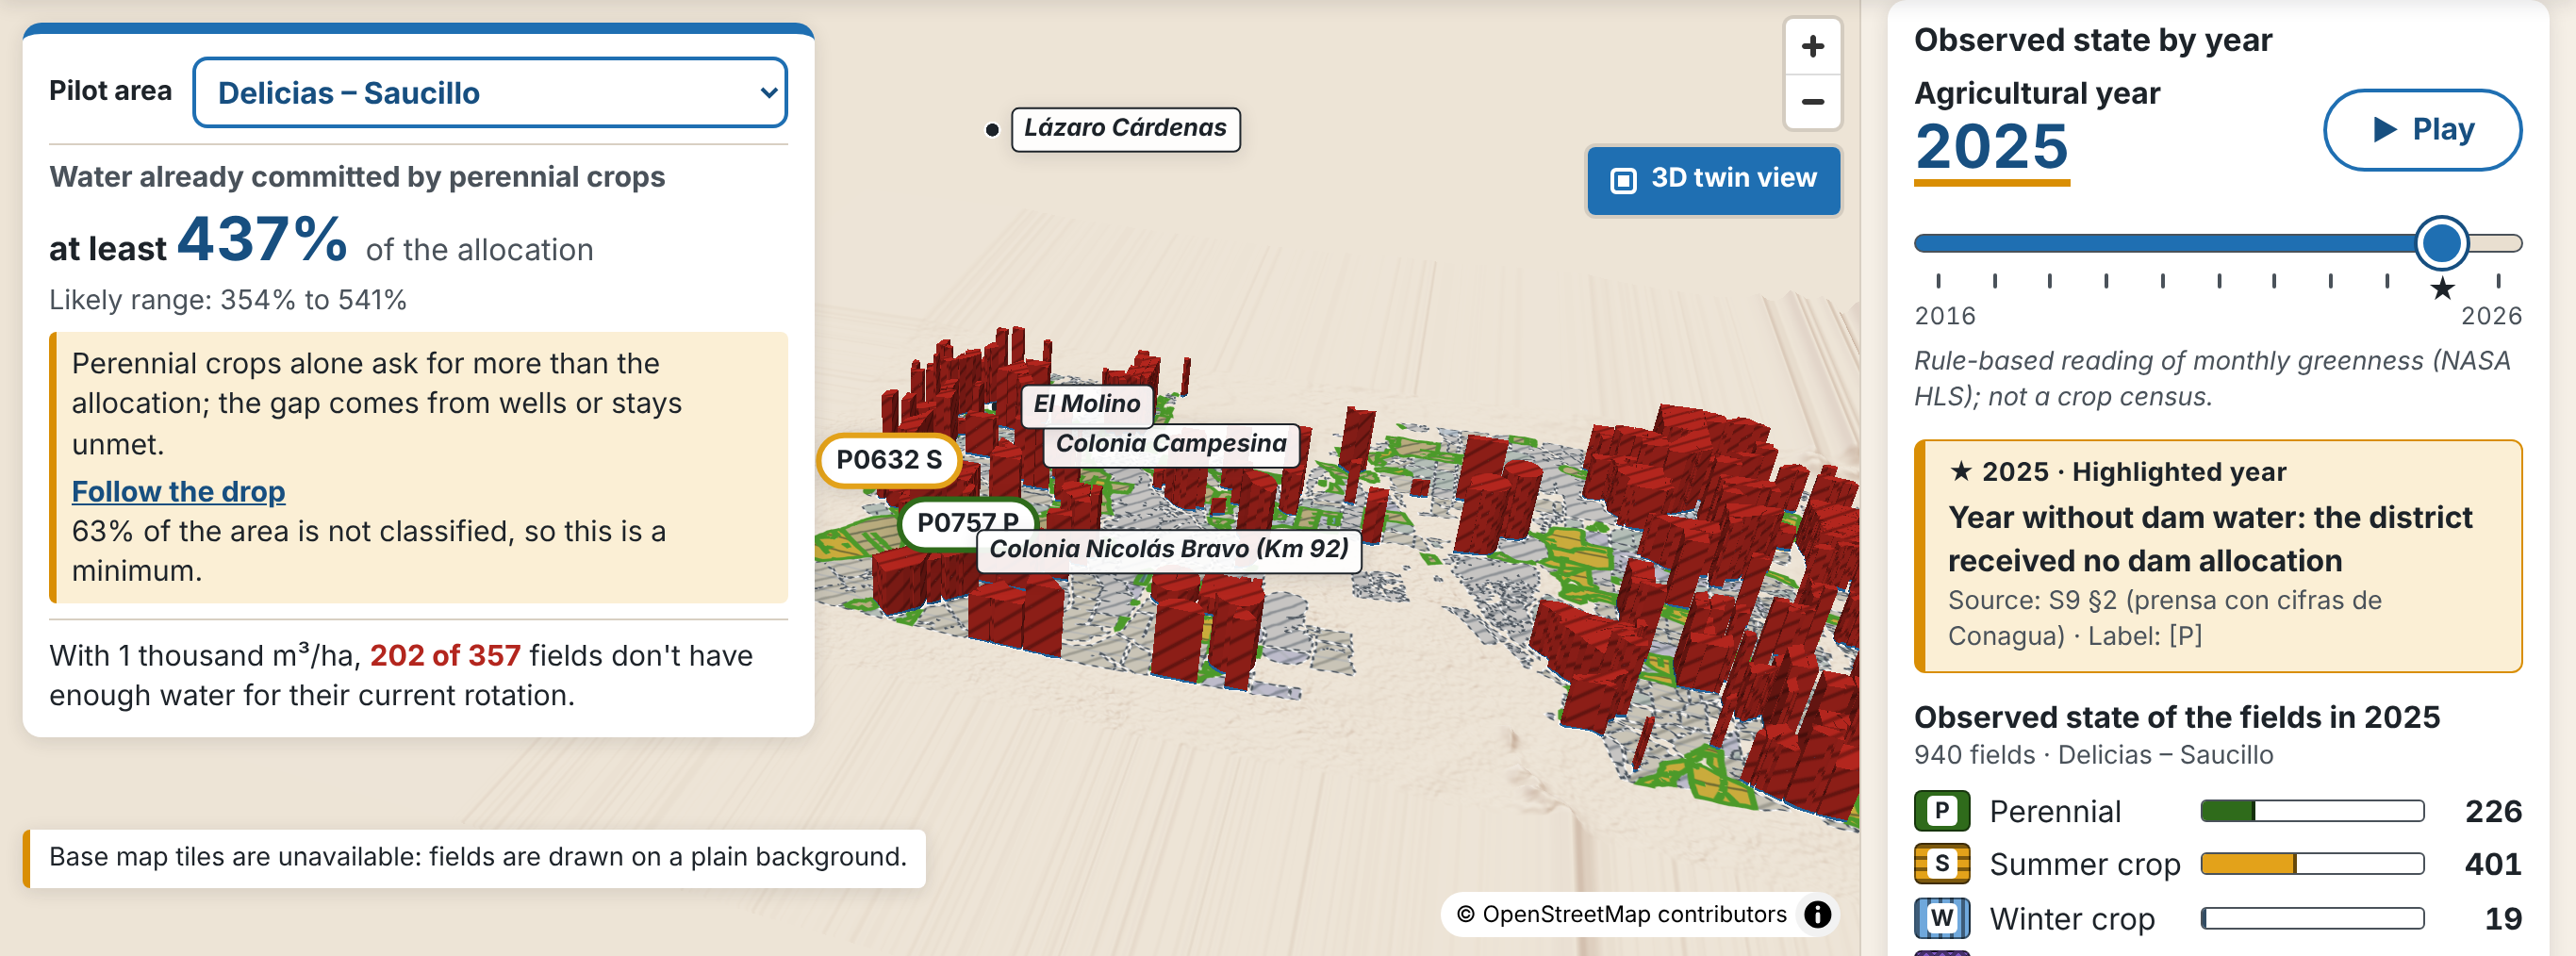 Pilot area
Delicias – Saucillo
Water already committed by perennial crops
at least 437% of the allocation
Likely range: 354% to 541%
Perennial crops alone ask for more than the
allocation; the gap comes from wells or stays
unmet.
Follow the drop
63% of the area is not classified, so this is a
minimum.
With 1 thousand m³/ha, 202 of 357 fields don't have
enough water for their current rotation.
Base map tiles are unavailable: fields are drawn on a plain background.
Lázaro Cárdenas
+
−
3D twin view
El Molino
Colonia Campesina
P0632 S
P0757 P
Colonia Nicolás Bravo (Km 92)
© OpenStreetMap contributors
Observed state by year
Agricultural year
2025
Play
★
2016
2026
Rule-based reading of monthly greenness (NASA
HLS); not a crop census.
★ 2025 · Highlighted year
Year without dam water: the district
received no dam allocation
Source: S9 §2 (prensa con cifras de
Conagua) · Label: [P]
Observed state of the fields in 2025
940 fields · Delicias – Saucillo
P Perennial 226
S Summer crop 401
W Winter crop 19